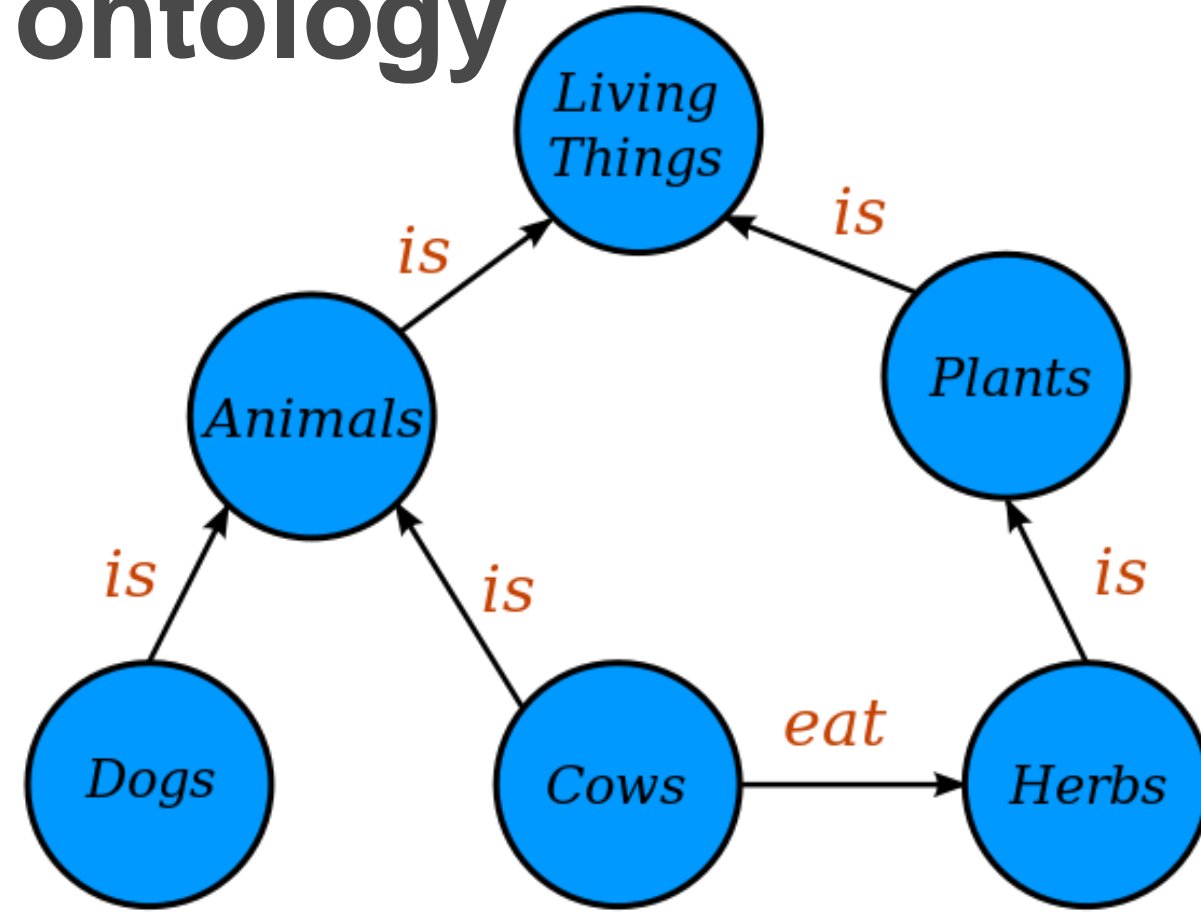 ontology
Living
Things
is
is
Animals
Plants
is
is
is
Dogs
Cows
eat
Herbs